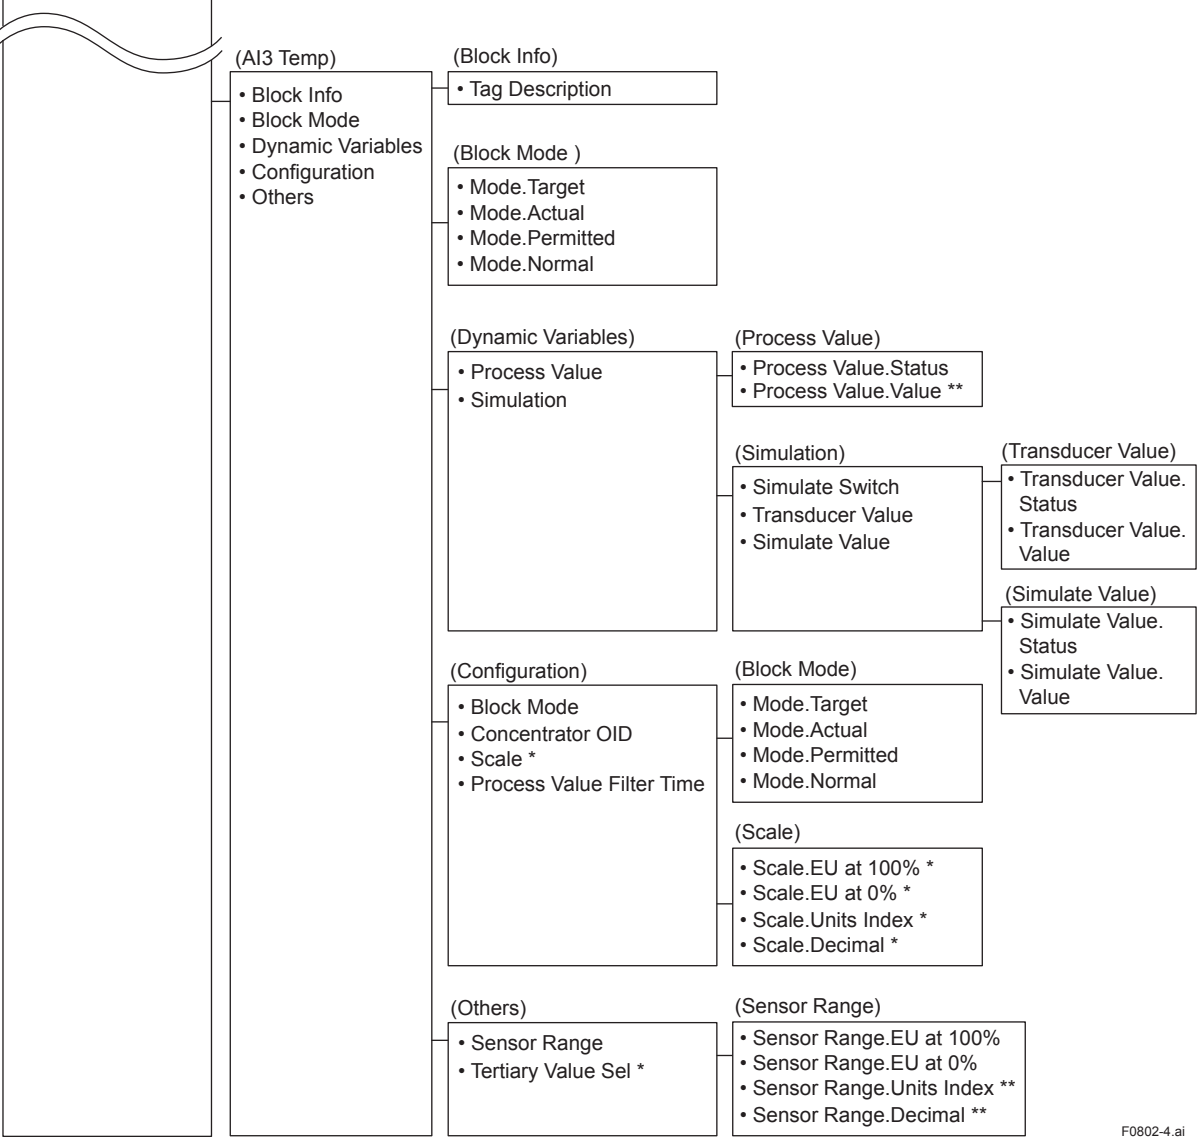 (AI3 Temp)
• Block Info
• Block Mode
• Dynamic Variables
• Configuration
• Others
(Block Info)
• Tag Description
(Block Mode )
• Mode.Target
• Mode.Actual
• Mode.Permitted
• Mode.Normal
(Dynamic Variables)
• Process Value
• Simulation
(Process Value)
• Process Value.Status
• Process Value.Value **
(Simulation)
• Simulate Switch
• Transducer Value
• Simulate Value
(Transducer Value)
• Transducer Value.
Status
• Transducer Value.
Value
(Simulate Value)
• Simulate Value.
Status
• Simulate Value.
Value
(Configuration)
• Block Mode
• Concentrator OID
• Scale *
• Process Value Filter Time
(Block Mode)
• Mode.Target
• Mode.Actual
• Mode.Permitted
• Mode.Normal
(Scale)
• Scale.EU at 100% *
• Scale.EU at 0% *
• Scale.Units Index *
• Scale.Decimal *
(Others)
• Sensor Range
• Tertiary Value Sel *
(Sensor Range)
• Sensor Range.EU at 100%
• Sensor Range.EU at 0%
• Sensor Range.Units Index **
• Sensor Range.Decimal **
F0802-4.ai